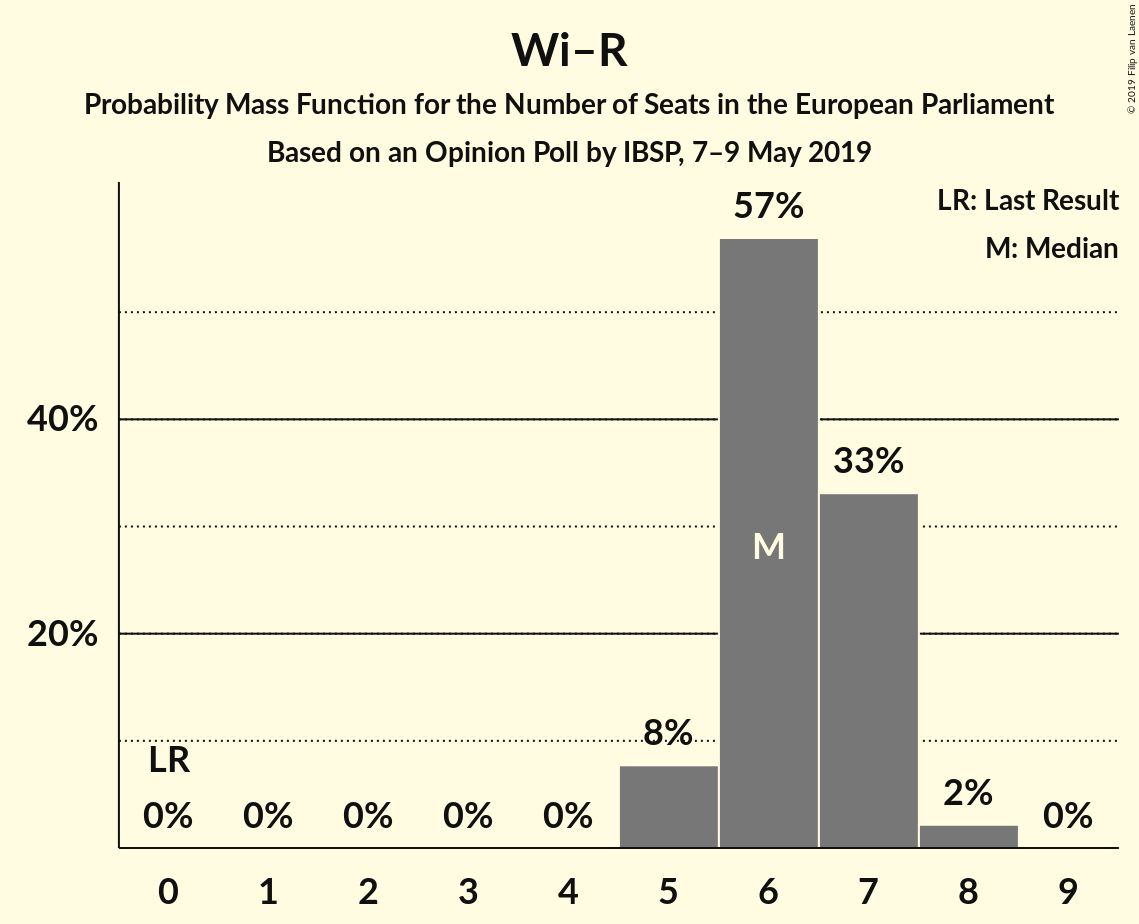 Wi–R
Probability Mass Function for the Number of Seats in the European Parliament
Based on an Opinion Poll by IBSP, 7–9 May 2019
© 2019 Filip van Laenen
LR: Last Result
M: Median
57%
40%
33%
M
20%
8%
LR
2%
0% 0% 0% 0% 0% 0%
0 1 2 3 4 5 6 7 8 9